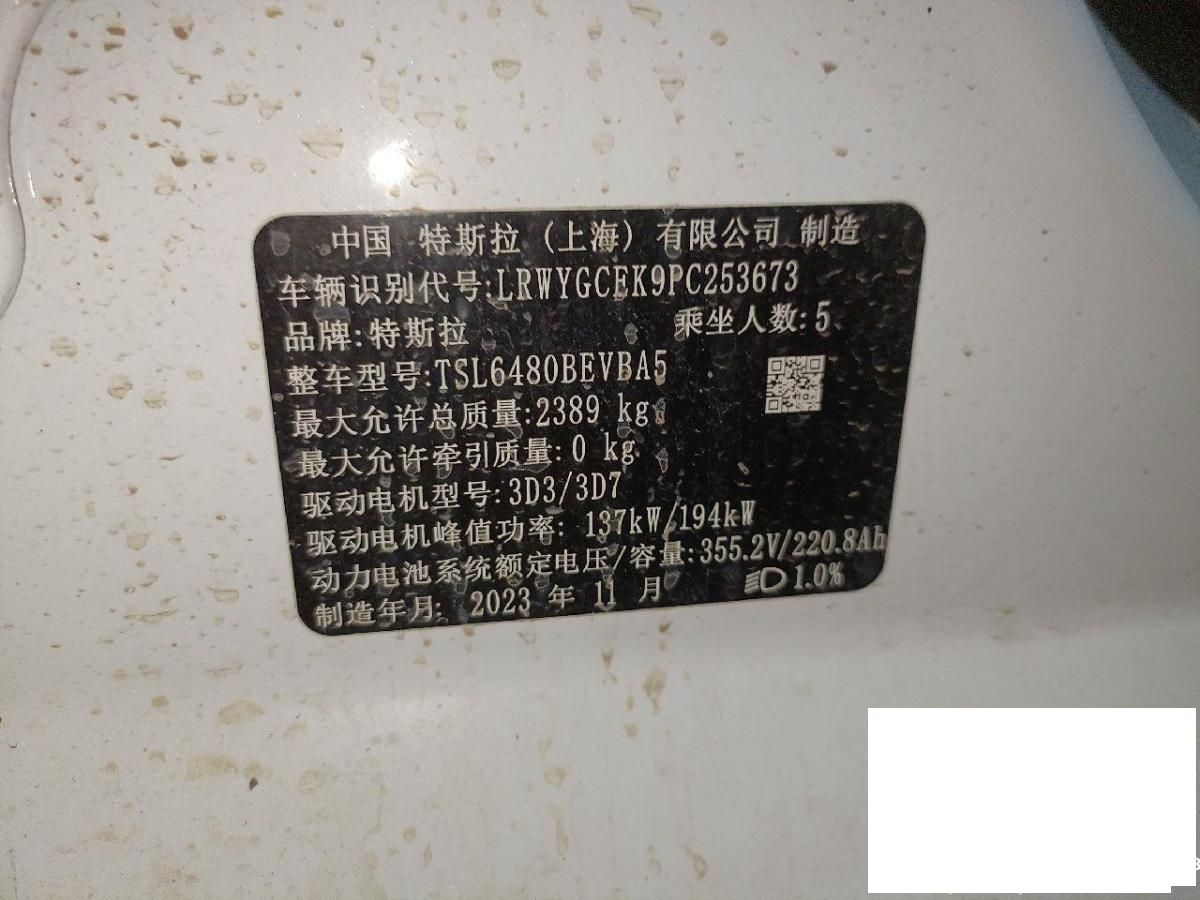 中国 特斯拉 (上海) 有限公司 制造
车辆识别代号:LRWYGCEK9PC253673
品牌:特斯拉 乘坐人数:5
整车型号:TSL6480BEVBA5
最大允许总质量:2389 kg
最大允许牵引质量: 0 kg
驱动电机型号:3D3/3D7
驱动电机峰值功率: 137kW/194kW
动力电池系统额定电压/容量:355.2V/220.8Ah
制造年月: 2023 年 11 月 1.0%